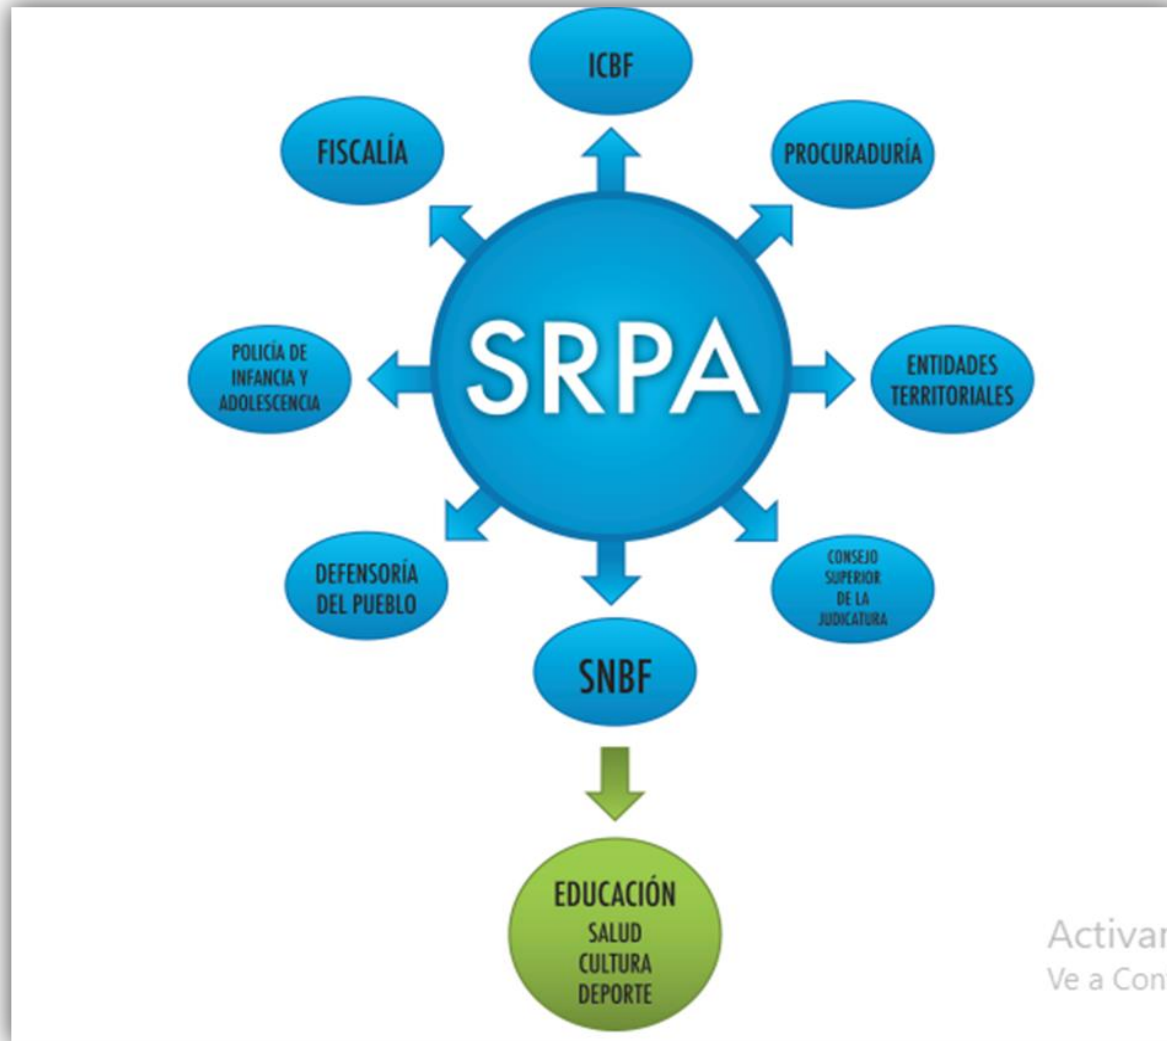 ICBF
FISCALÍA
PROCURADURÍA
SRPA
POLICÍA DE
INFANCIA Y
ADOLESCENCIA
ENTIDADES
TERRITORIALES
DEFENSORÍA
DEL PUEBLO
CONSEJO
SUPERIOR
DE LA
JUDICATURA
SNBF
EDUCACIÓN
SALUD
CULTURA
DEPORTE
Activar
Ve a Con